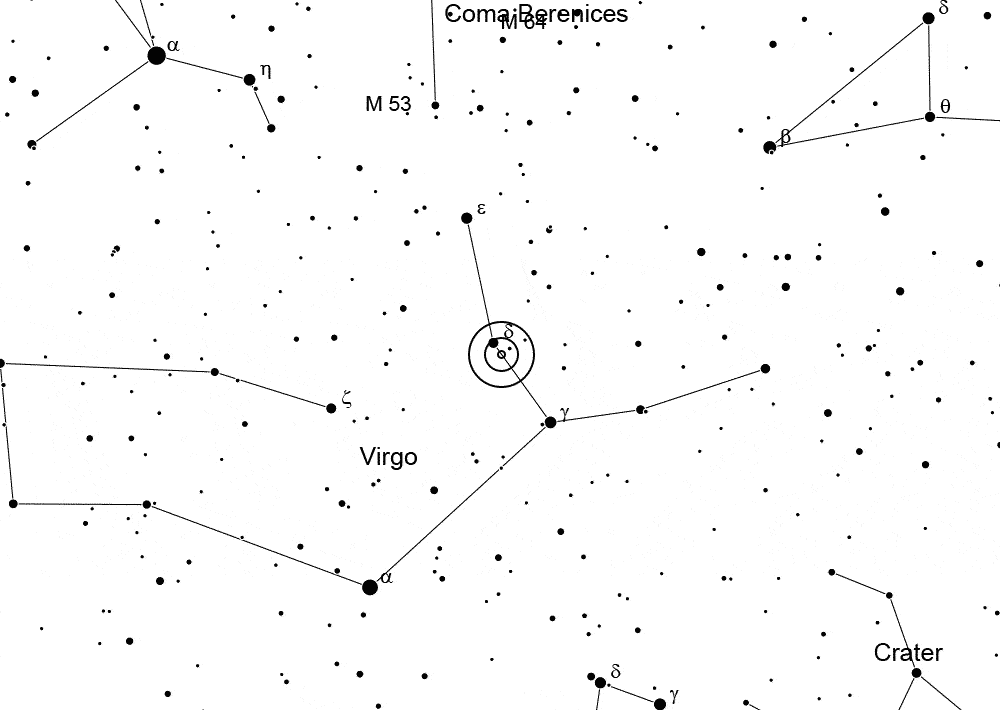 Coma Berenices
M 64
δ
α
η
M 53
θ
β
ε
δ
ζ
γ
Virgo
α
Crater
δ
γ